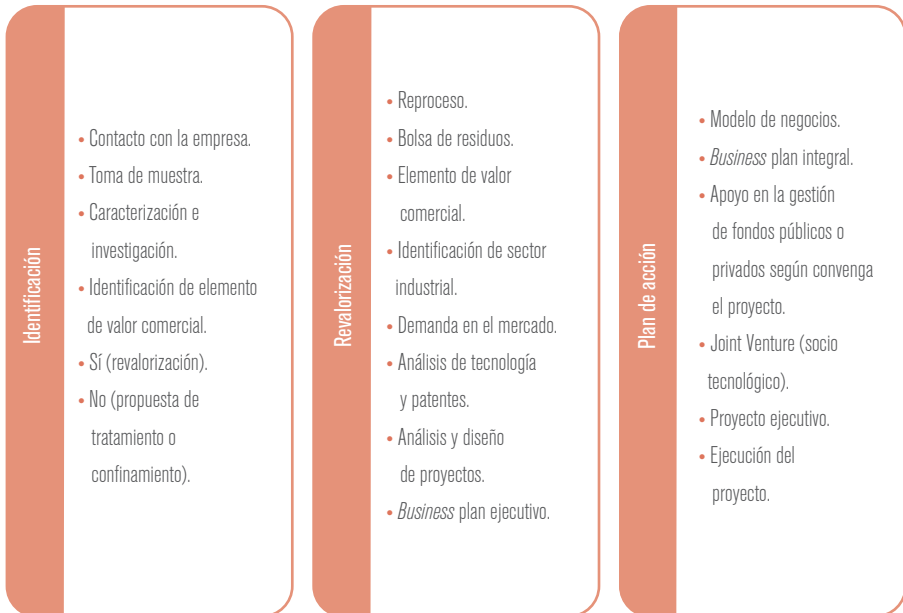 Identificación
• Contacto con la empresa.
• Toma de muestra.
• Caracterización e
investigación.
• Identificación de elemento
de valor comercial.
• Sí (revalorización).
• No (propuesta de
tratamiento o
confinamiento).
Revalorización
• Reproceso.
• Bolsa de residuos.
• Elemento de valor
comercial.
• Identificación de sector
industrial.
• Demanda en el mercado.
• Análisis de tecnología
y patentes.
• Análisis y diseño
de proyectos.
• Business plan ejecutivo.
Plan de acción
• Modelo de negocios.
• Business plan integral.
• Apoyo en la gestión
de fondos públicos o
privados según convenga
el proyecto.
• Joint Venture (socio
tecnológico).
• Proyecto ejecutivo.
• Ejecución del
proyecto.